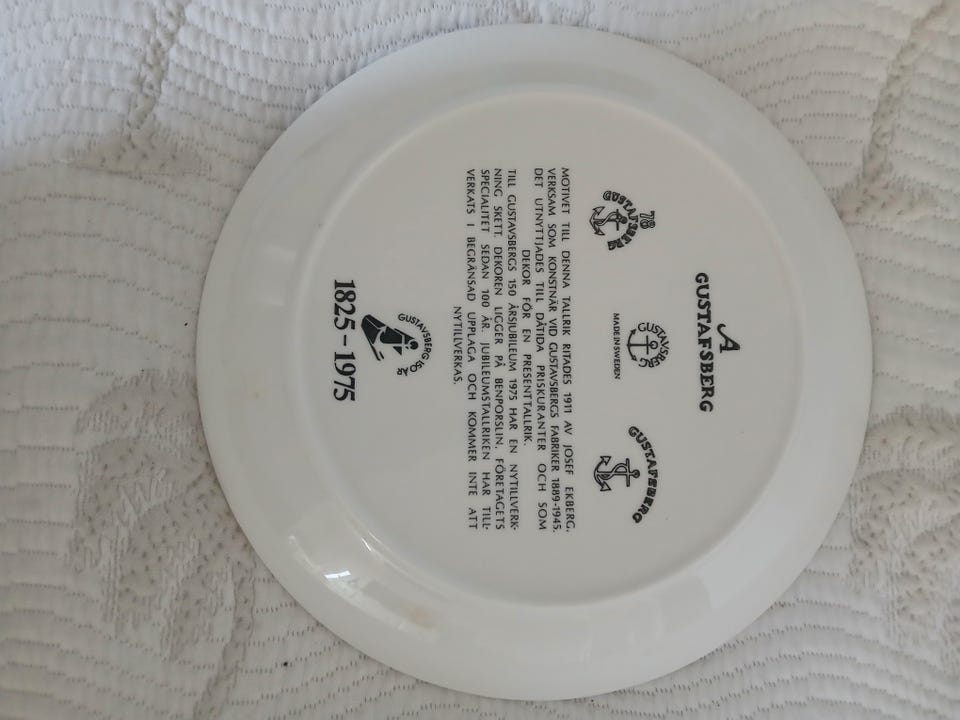 A
GUSTAFSBERG
78
GUSTAFSBERG
GUSTAVSBERG
MADE IN SWEDEN
GUSTAFSBERG
MOTIVET TILL DENNA TALLRIK RITADES 1911 AV JOSEF EKBERG,
VERKSAM SOM KONSTNÄR VID GUSTAVSBERGS FABRIKER 1889-1945.
DET UTNYTTJADES TILL DÅTIDA PRISKURANTER OCH SOM
DEKOR FÖR EN PRESENTTALLRIK.
TILL GUSTAVSBERGS 150 ÅRSJUBILEUM 1975 HAR EN NYTILLVERK-
NING SKETT. DEKOREN LIGGER PÅ BENPORSLIN, FÖRETAGETS
SPECIALITET SEDAN 100 ÅR. JUBILEUMSTALLRIKEN HAR TILL-
VERKATS I BEGRÄNSAD UPPLAGA OCH KOMMER INTE ATT
NYTILLVERKAS.
GUSTAVSBERG 150 ÅR
1825-1975